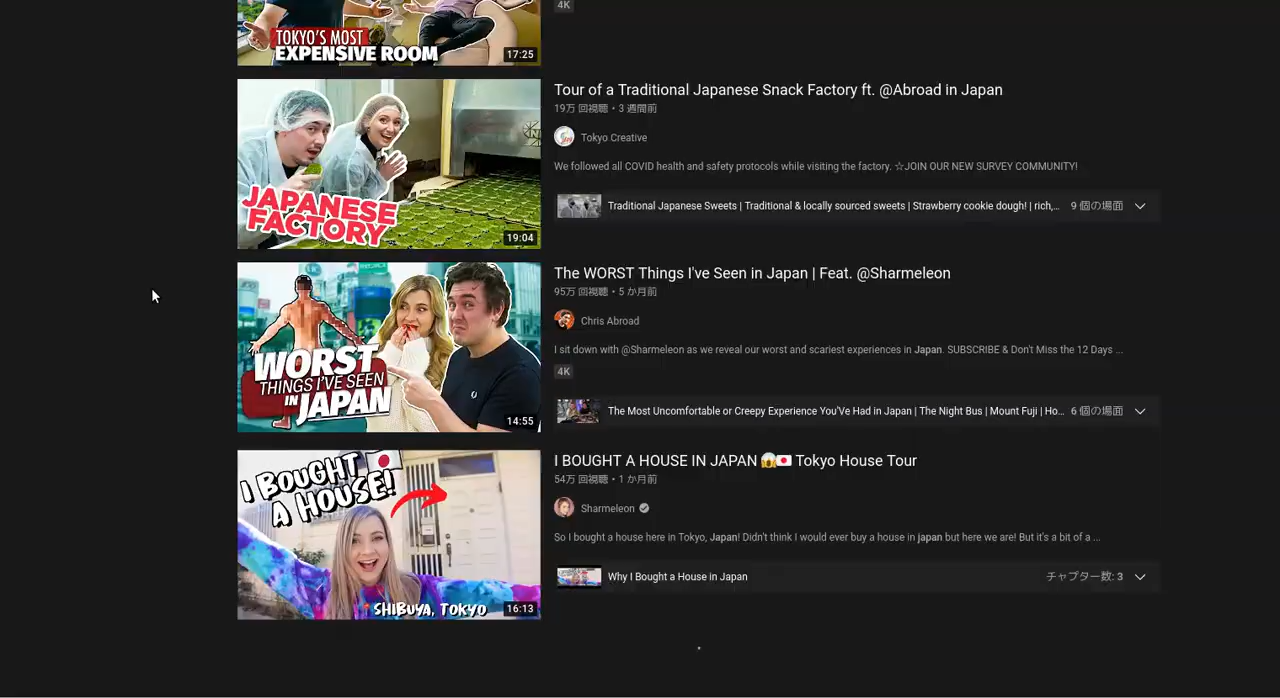 4K
TOKYO'S MOST
EXPENSIVE ROOM
17:25
Tour of a Traditional Japanese Snack Factory ft. @Abroad in Japan
19万 回視聴・3 週間前
Tokyo Creative
We followed all COVID health and safety protocols while visiting the factory. ☆JOIN OUR NEW SURVEY COMMUNITY!
JAPANESE
FACTORY
19:04
Traditional Japanese Sweets | Traditional & locally sourced sweets | Strawberry cookie dough! | rich,...
9 個の場面
The WORST Things I've Seen in Japan | Feat. @Sharmeleon
95万 回視聴・5 か月前
Chris Abroad
I sit down with @Sharmeleon as we reveal our worst and scariest experiences in Japan. SUBSCRIBE & Don't Miss the 12 Days ...
4K
WORST
THINGS I'VE SEEN
IN JAPAN
14:55
The Most Uncomfortable or Creepy Experience You'Ve Had in Japan | The Night Bus | Mount Fuji | Ho...
6 個の場面
I BOUGHT A HOUSE IN JAPAN 😱🇯🇵 Tokyo House Tour
54万 回視聴・1 か月前
Sharmeleon
So I bought a house here in Tokyo, Japan! Didn't think I would ever buy a house in japan but here we are! But it's a bit of a ...
I BOUGHT
A HOUSE!
SHIBUYA, TOKYO
16:13
Why I Bought a House in Japan
チャプター数: 3